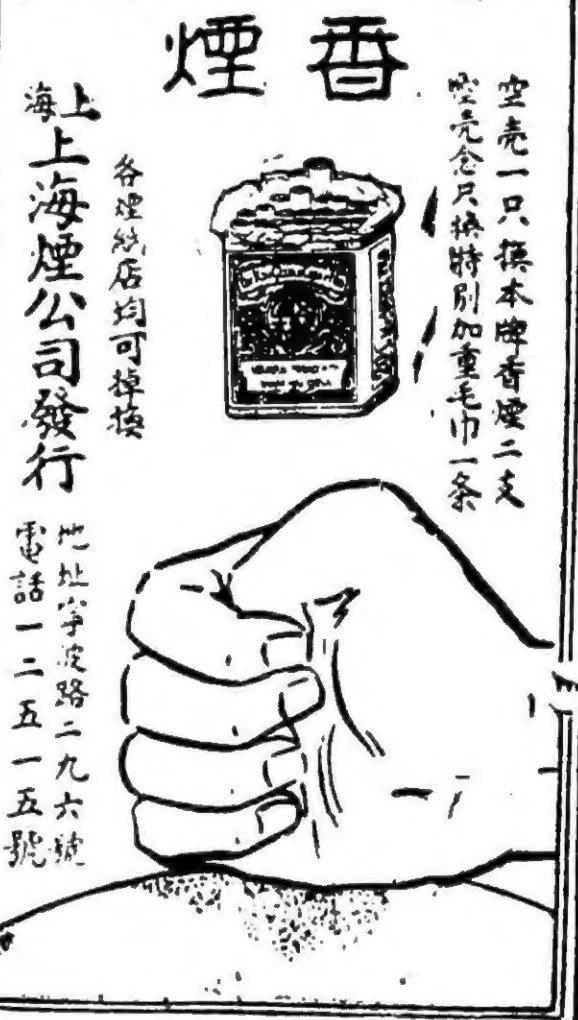 香煙
空壳一只換本牌香煙二支
空壳念只換特別加重毛巾一条
各煙紙店均可掉換
上海
上海煙公司發行
地址寧波路二九六號
電話一二五一五號